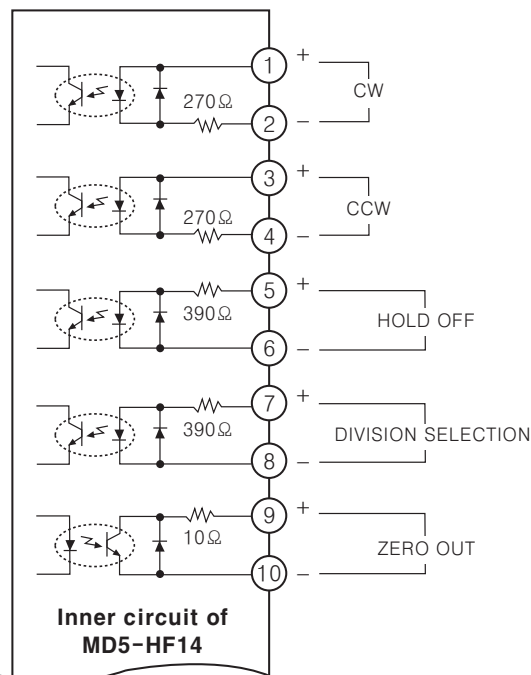 1 +
CW
270Ω
2 −
3 +
CCW
270Ω
4 −
5 +
390Ω
HOLD OFF
6 −
7 +
390Ω
DIVISION SELECTION
8 −
9 +
10Ω
ZERO OUT
10 −
Inner circuit of
MD5-HF14